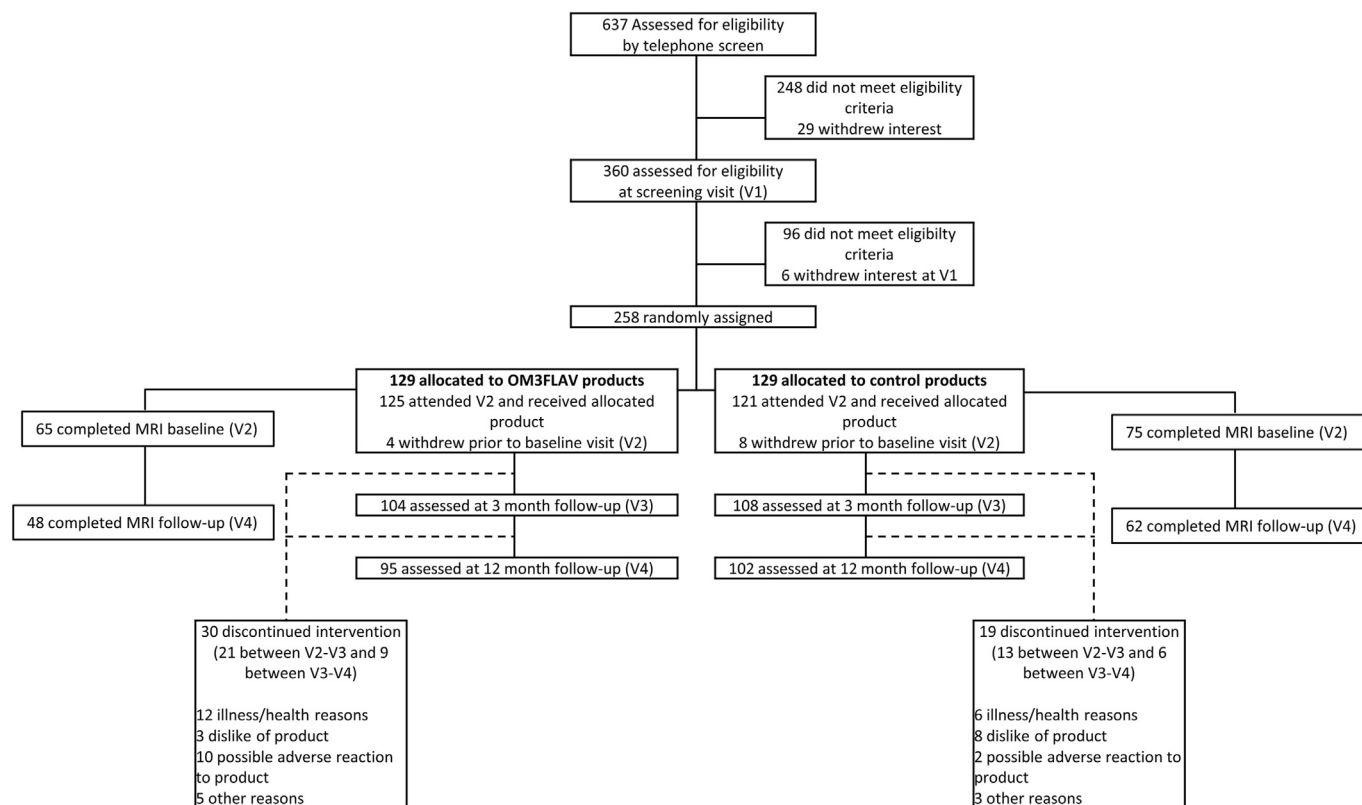 637 Assessed for eligibility
by telephone screen
248 did not meet eligibility
criteria
29 withdrew interest
360 assessed for eligibility
at screening visit (V1)
96 did not meet eligibilty
criteria
6 withdrew interest at V1
258 randomly assigned
129 allocated to OM3FLAV products
125 attended V2 and received allocated
product
4 withdrew prior to baseline visit (V2)
129 allocated to control products
121 attended V2 and received allocated
product
8 withdrew prior to baseline visit (V2)
65 completed MRI baseline (V2)
75 completed MRI baseline (V2)
104 assessed at 3 month follow-up (V3)
108 assessed at 3 month follow-up (V3)
48 completed MRI follow-up (V4)
62 completed MRI follow-up (V4)
95 assessed at 12 month follow-up (V4)
102 assessed at 12 month follow-up (V4)
30 discontinued intervention
(21 between V2-V3 and 9
between V3-V4)
12 illness/health reasons
3 dislike of product
10 possible adverse reaction
to product
5 other reasons
19 discontinued intervention
(13 between V2-V3 and 6
between V3-V4)
6 illness/health reasons
8 dislike of product
2 possible adverse reaction to
product
3 other reasons